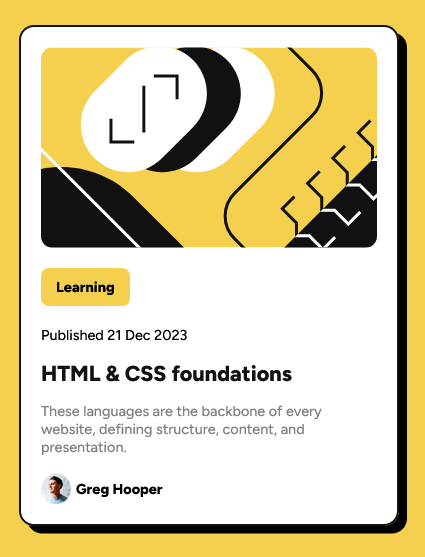 Learning
Published 21 Dec 2023
HTML & CSS foundations
These languages are the backbone of every
website, defining structure, content, and
presentation.
Greg Hooper